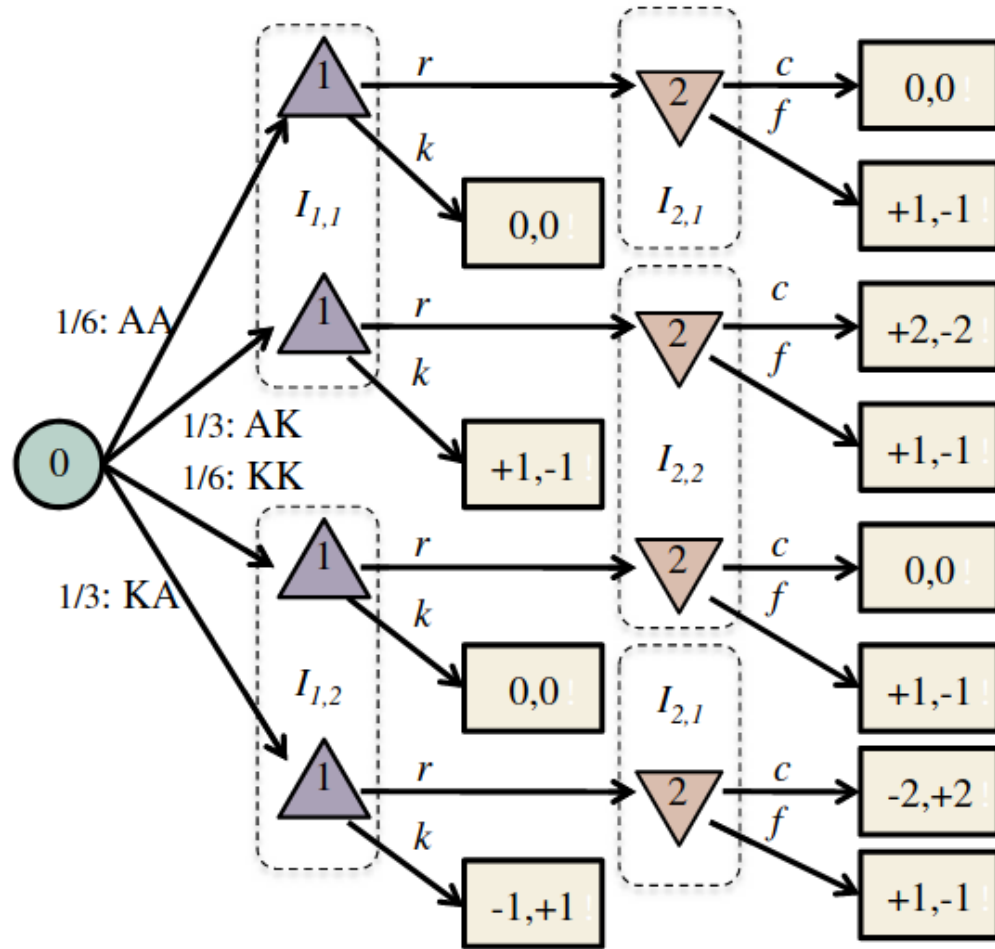 1 r 2 c 0,0
f
k
I1,1 0,0 I2,1 +1,-1
1/6: AA 1 r 2 c +2,-2
f
k
1/3: AK
0 1/6: KK +1,-1 I2,2 +1,-1
1/3: KA 1 r 2 c 0,0
f
k
I1,2 0,0 I2,1 +1,-1
1 r 2 c -2,+2
f
k
-1,+1 +1,-1